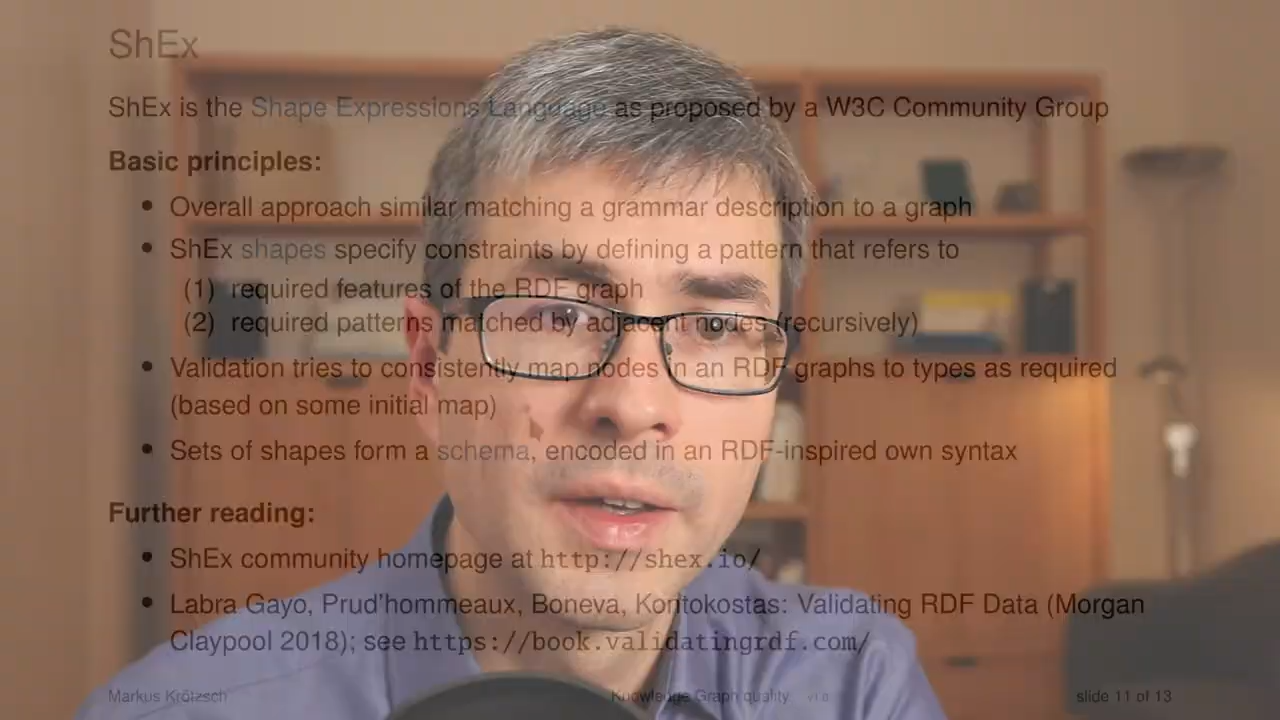 ShEx
ShEx is the Shape Expressions Language as proposed by a W3C Community Group
Basic principles:
• Overall approach similar matching a grammar description to a graph
• ShEx shapes specify constraints by defining a pattern that refers to
(1) required features of the RDF graph
(2) required patterns matched by adjacent nodes (recursively)
• Validation tries to consistently map nodes in an RDF graphs to types as required
(based on some initial map)
• Sets of shapes form a schema, encoded in an RDF-inspired own syntax
Further reading:
• ShEx community homepage at http://shex.io/
• Labra Gayo, Prud'hommeaux, Boneva, Kontokostas: Validating RDF Data (Morgan
Claypool 2018); see https://book.validatingrdf.com/
Markus Krötzsch Knowledge Graph quality slide 11 of 13